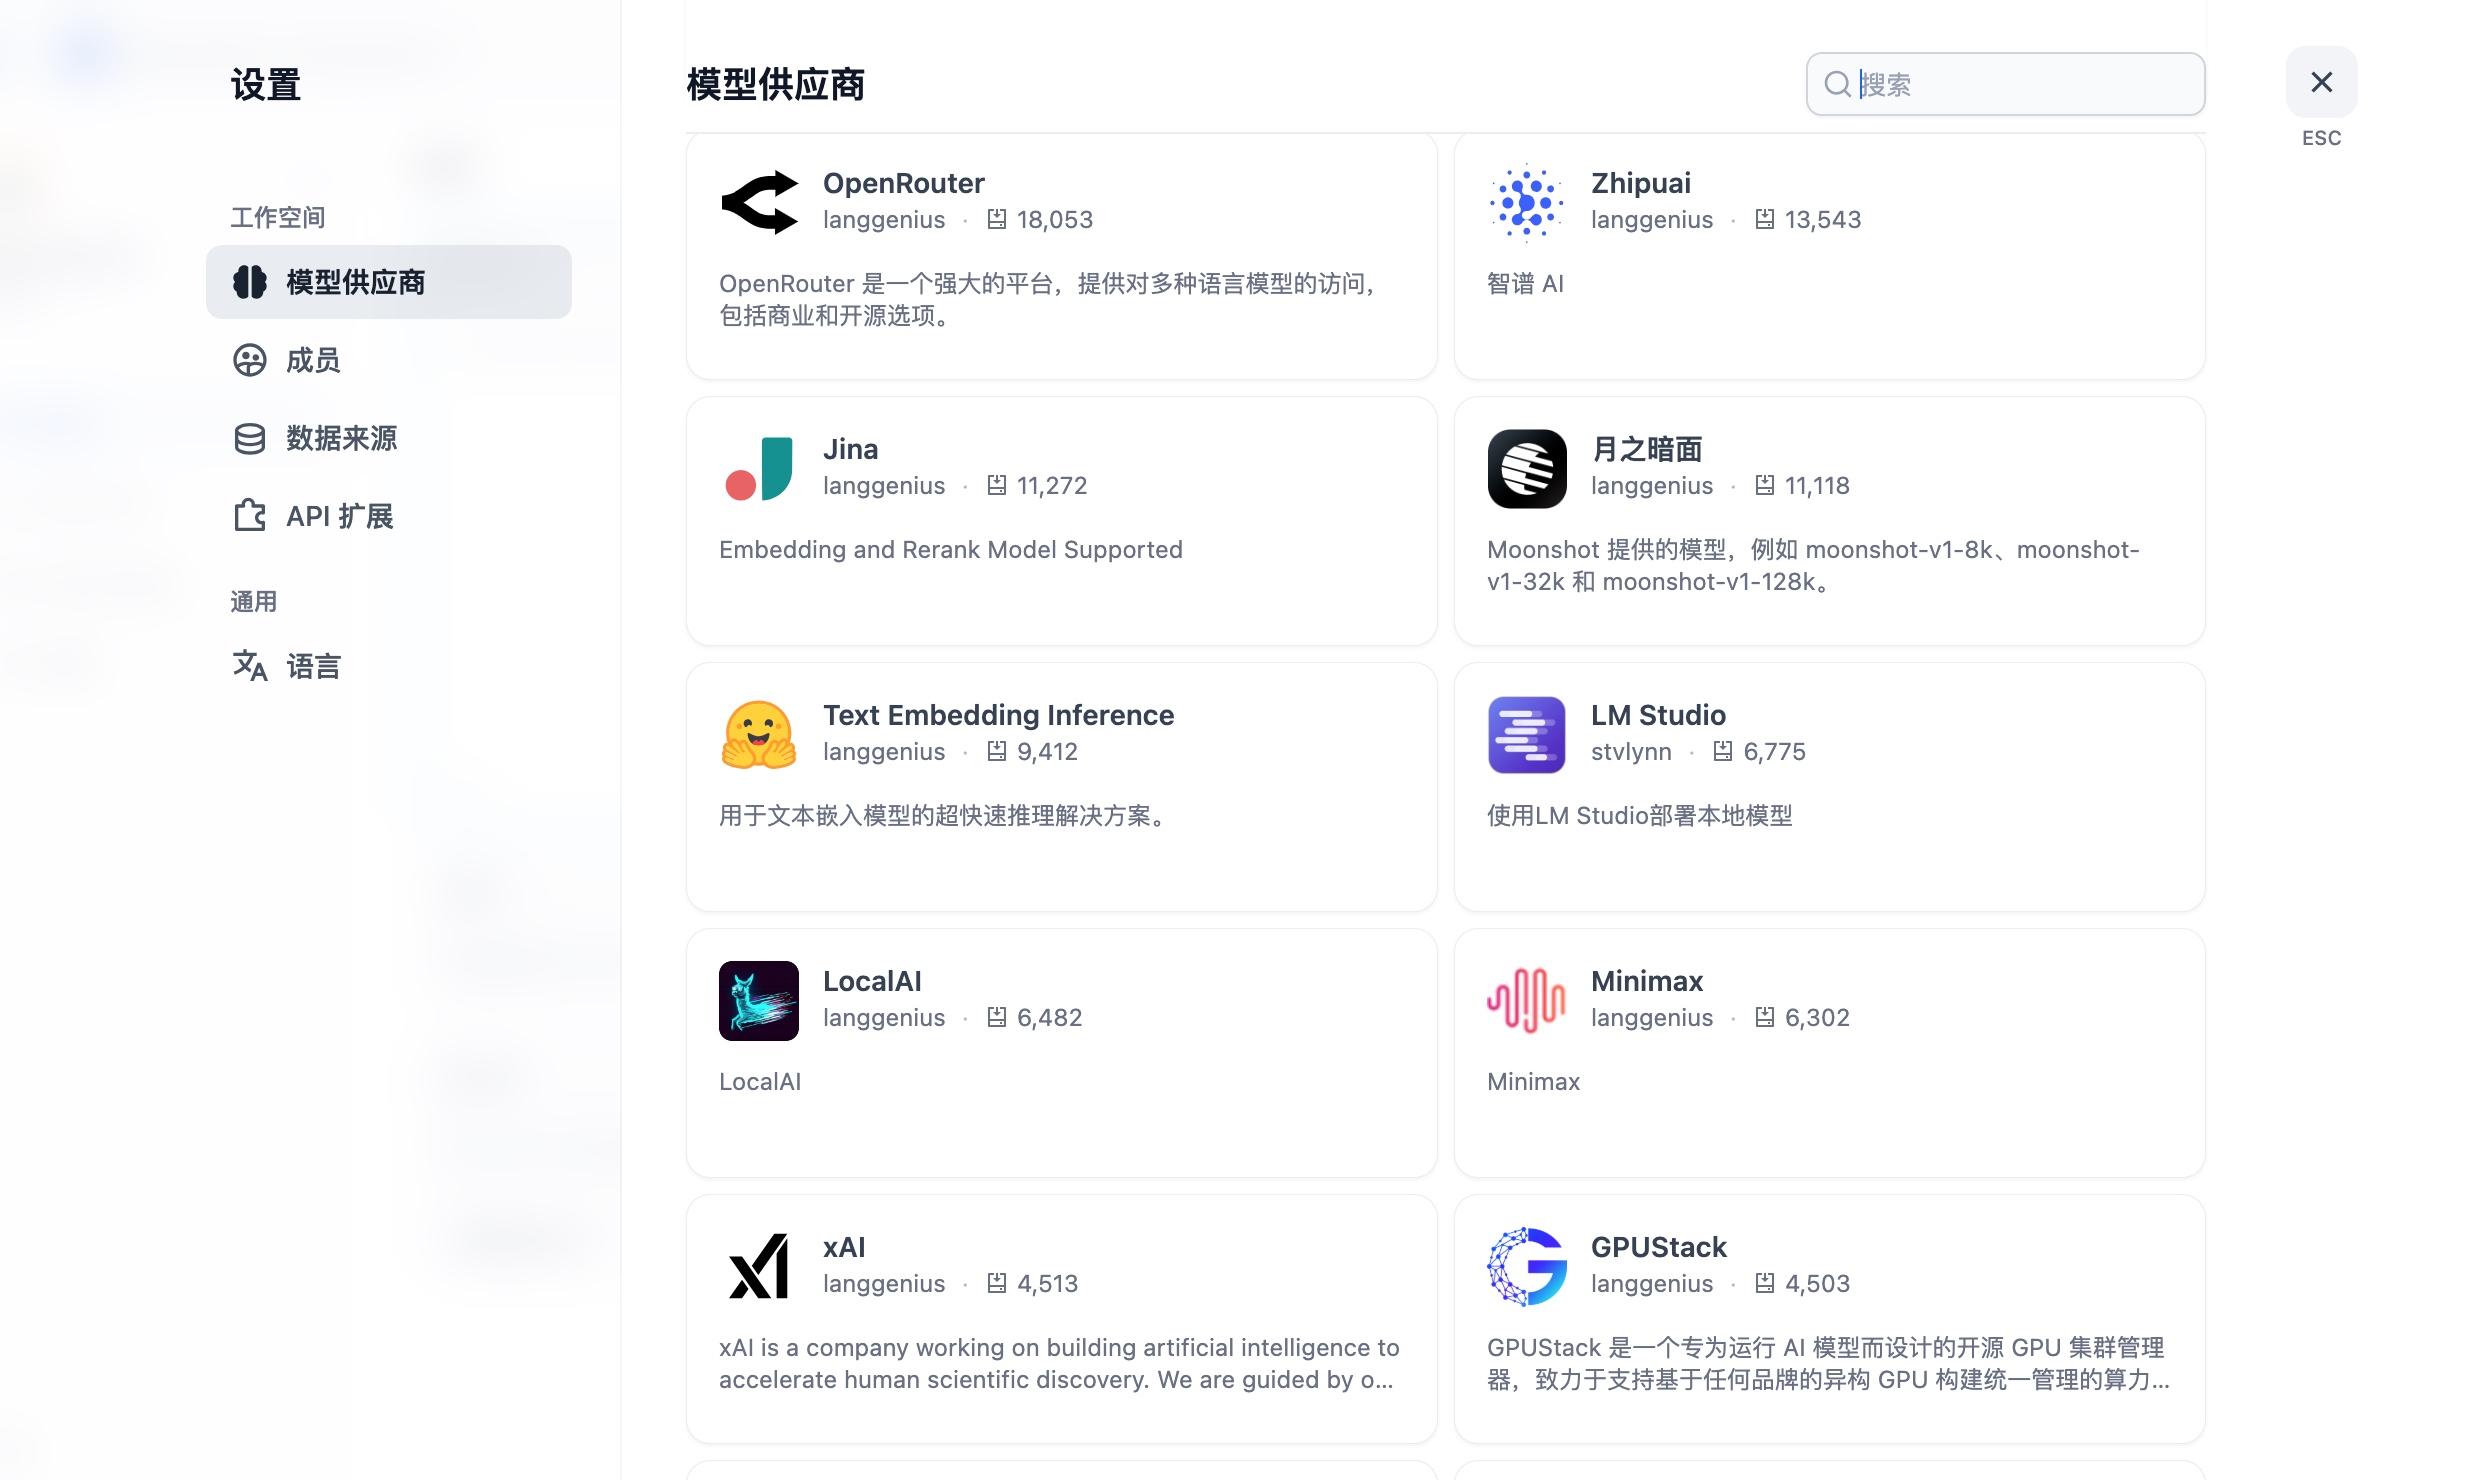 设置
工作空间
模型供应商
成员
数据来源
API 扩展
通用
语言
模型供应商
搜索
ESC
OpenRouter
langgenius · 18,053
OpenRouter 是一个强大的平台，提供对多种语言模型的访问，
包括商业和开源选项。
Zhipuai
langgenius · 13,543
智谱 AI
Jina
langgenius · 11,272
Embedding and Rerank Model Supported
月之暗面
langgenius · 11,118
Moonshot 提供的模型，例如 moonshot-v1-8k、moonshot-
v1-32k 和 moonshot-v1-128k。
Text Embedding Inference
langgenius · 9,412
用于文本嵌入模型的超快速推理解决方案。
LM Studio
stvlynn · 6,775
使用LM Studio部署本地模型
LocalAI
langgenius · 6,482
LocalAI
Minimax
langgenius · 6,302
Minimax
xAI
langgenius · 4,513
xAI is a company working on building artificial intelligence to
accelerate human scientific discovery. We are guided by o...
GPUStack
langgenius · 4,503
GPUStack 是一个专为运行 AI 模型而设计的开源 GPU 集群管理
器，致力于支持基于任何品牌的异构 GPU 构建统一管理的算力...